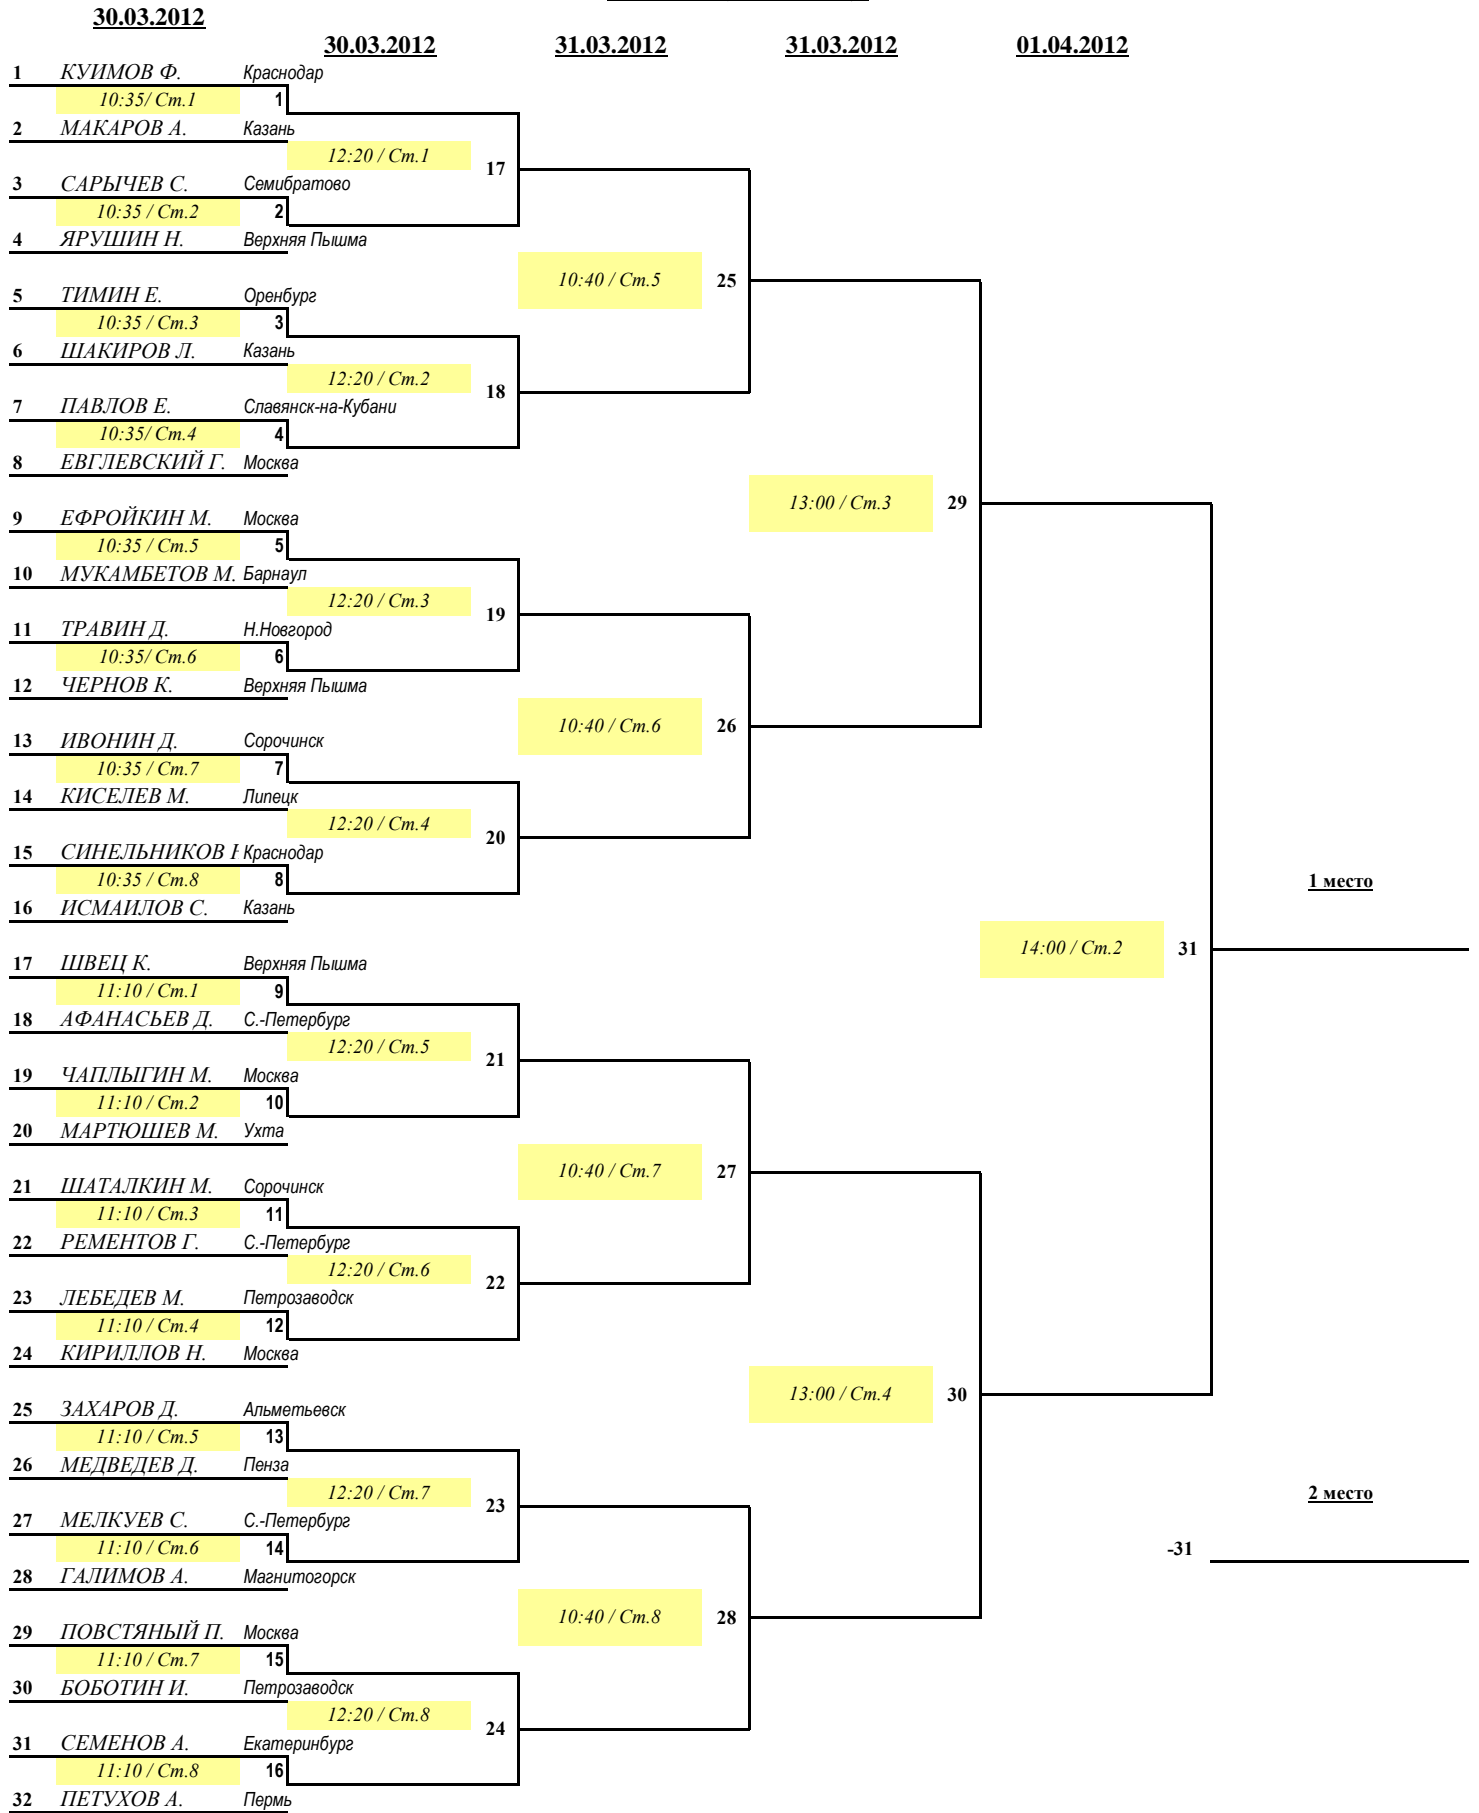 30.03.2012
30.03.2012 31.03.2012 31.03.2012 01.04.2012
1 КУИМОВ Ф. Краснодар
10:35/ Ст.1 1
2 МАКАРОВ А. Казань
12:20 / Ст.1 17
3 САРЫЧЕВ С. Семибратово
10:35 / Ст.2 2
4 ЯРУШИН Н. Верхняя Пышма
10:40 / Ст.5 25
5 ТИМИН Е. Оренбург
10:35 / Ст.3 3
6 ШАКИРОВ Л. Казань
12:20 / Ст.2 18
7 ПАВЛОВ Е. Славянск-на-Кубани
10:35/ Ст.4 4
8 ЕВГЛЕВСКИЙ Г. Москва
13:00 / Ст.3 29
9 ЕФРОЙКИН М. Москва
10:35 / Ст.5 5
10 МУКАМБЕТОВ М. Барнаул
12:20 / Ст.3 19
11 ТРАВИН Д. Н.Новгород
10:35/ Ст.6 6
12 ЧЕРНОВ К. Верхняя Пышма
10:40 / Ст.6 26
13 ИВОНИН Д. Сорочинск
10:35 / Ст.7 7
14 КИСЕЛЕВ М. Липецк
12:20 / Ст.4 20
15 СИНЕЛЬНИКОВ Краснодар
10:35 / Ст.8 8 1 место
16 ИСМАИЛОВ С. Казань
14:00 / Ст.2 31
17 ШВЕЦ К. Верхняя Пышма
11:10 / Ст.1 9
18 АФАНАСЬЕВ Д. С.-Петербург
12:20 / Ст.5 21
19 ЧАПЛЫГИН М. Москва
11:10 / Ст.2 10
20 МАРТЮШЕВ М. Ухта
10:40 / Ст.7 27
21 ШАТАЛКИН М. Сорочинск
11:10 / Ст.3 11
22 РЕМЕНТОВ Г. С.-Петербург
12:20 / Ст.6 22
23 ЛЕБЕДЕВ М. Петрозаводск
11:10 / Ст.4 12
24 КИРИЛЛОВ Н. Москва
13:00 / Ст.4 30
25 ЗАХАРОВ Д. Альметьевск
11:10 / Ст.5 13
26 МЕДВЕДЕВ Д. Пенза
12:20 / Ст.7 23 2 место
27 МЕЛКУЕВ С. С.-Петербург
11:10 / Ст.6 14 -31
28 ГАЛИМОВ А. Магнитогорск
10:40 / Ст.8 28
29 ПОВСТЯНЫЙ П. Москва
11:10 / Ст.7 15
30 БОБОТИН И. Петрозаводск
12:20 / Ст.8 24
31 СЕМЕНОВ А. Екатеринбург
11:10 / Ст.8 16
32 ПЕТУХОВ А. Пермь